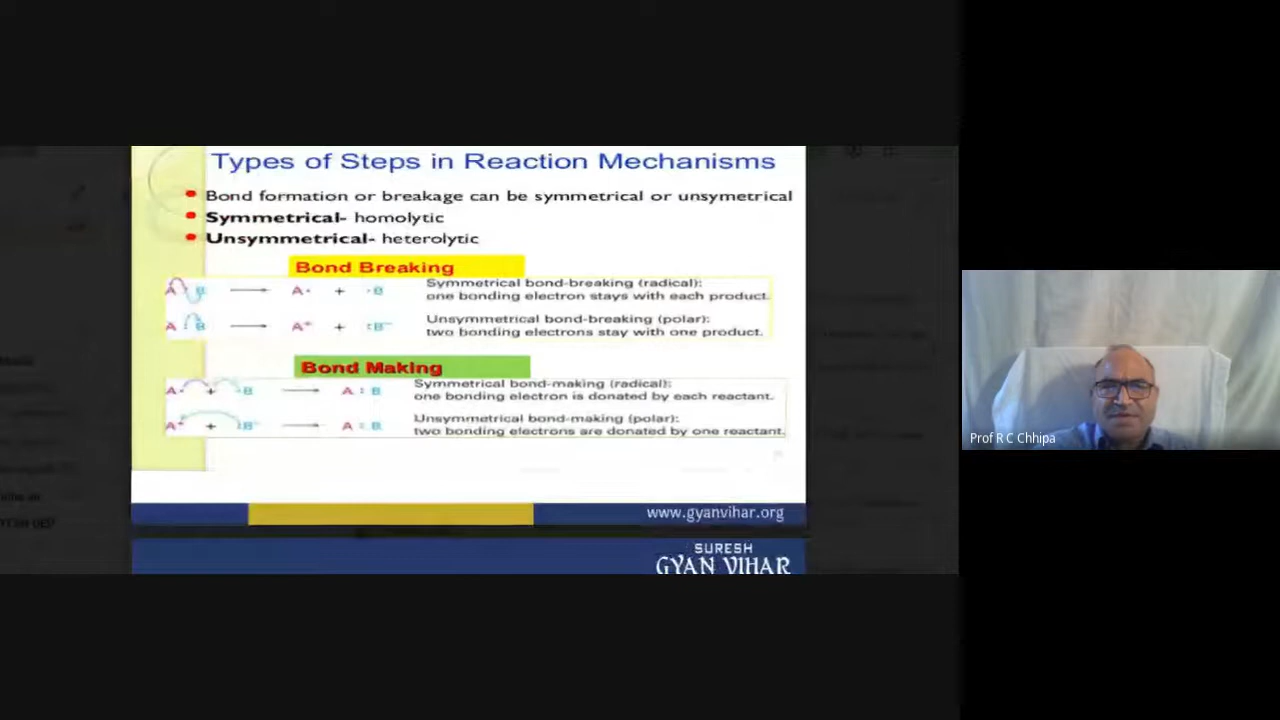 Types of Steps in Reaction Mechanisms
Bond formation or breakage can be symmetrical or unsymetrical
Symmetrical- homolytic
Unsymmetrical- heterolytic
Bond Breaking
A : B → A· + ·B
Symmetrical bond-breaking (radical):
one bonding electron stays with each product.
A : B → A⁺ + :B⁻
Unsymmetrical bond-breaking (polar):
two bonding electrons stay with one product.
Bond Making
A· + ·B → A : B
Symmetrical bond-making (radical):
one bonding electron is donated by each reactant.
A⁺ + :B⁻ → A : B
Unsymmetrical bond-making (polar):
two bonding electrons are donated by one reactant.
www.gyanvihar.org
SURESH
GYAN VIHAR
Prof R C Chhipa